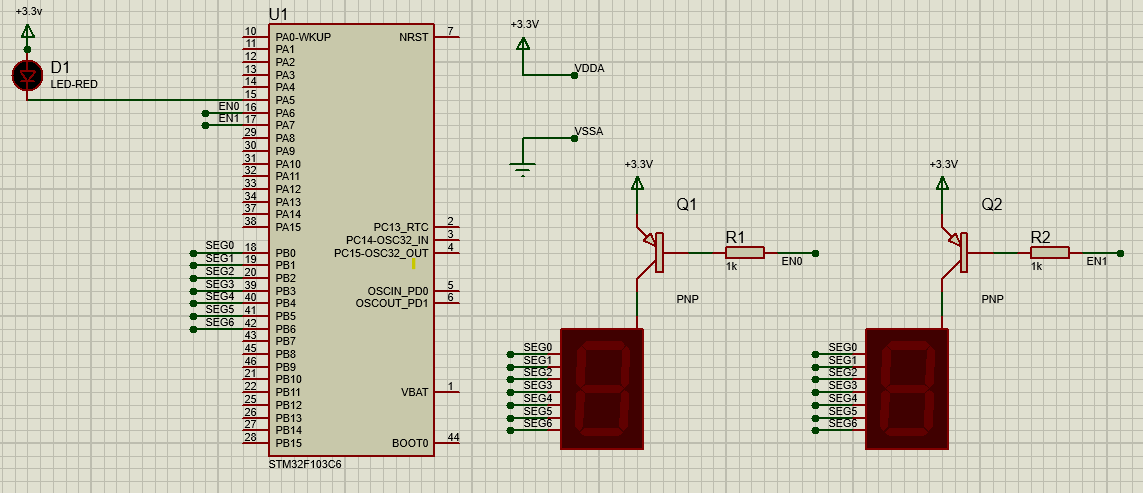 +3.3v
D1
LED-RED
U1
10 PA0-WKUP
11 PA1
12 PA2
13 PA3
14 PA4
15 PA5
EN0 16 PA6
EN1 17 PA7
29 PA8
30 PA9
31 PA10
32 PA11
33 PA12
34 PA13
37 PA14
38 PA15
SEG0 18 PB0
SEG1 19 PB1
SEG2 20 PB2
SEG3 39 PB3
SEG4 40 PB4
SEG5 41 PB5
SEG6 42 PB6
43 PB7
45 PB8
46 PB9
21 PB10
22 PB11
25 PB12
26 PB13
27 PB14
28 PB15
NRST 7
PC13_RTC 2
PC14-OSC32_IN 3
PC15-OSC32_OUT 4
OSCIN_PD0 5
OSCOUT_PD1 6
VBAT 1
BOOT0 44
STM32F103C6
+3.3V
VDDA
VSSA
+3.3V
Q1
PNP
R1
1k
EN0
SEG0
SEG1
SEG2
SEG3
SEG4
SEG5
SEG6
+3.3V
Q2
PNP
R2
1k
EN1
SEG0
SEG1
SEG2
SEG3
SEG4
SEG5
SEG6